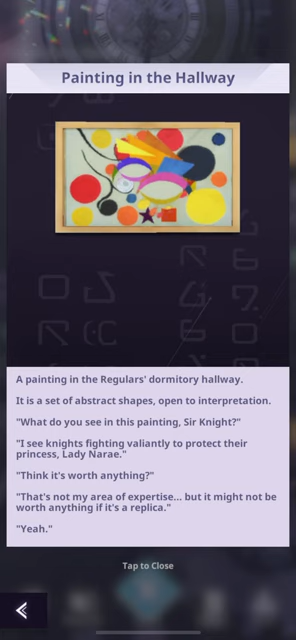 Painting in the Hallway
A painting in the Regulars' dormitory hallway.
It is a set of abstract shapes, open to interpretation.
"What do you see in this painting, Sir Knight?"
"I see knights fighting valiantly to protect their
princess, Lady Narae."
"Think it's worth anything?"
"That's not my area of expertise... but it might not be
worth anything if it's a replica."
"Yeah."
Tap to Close